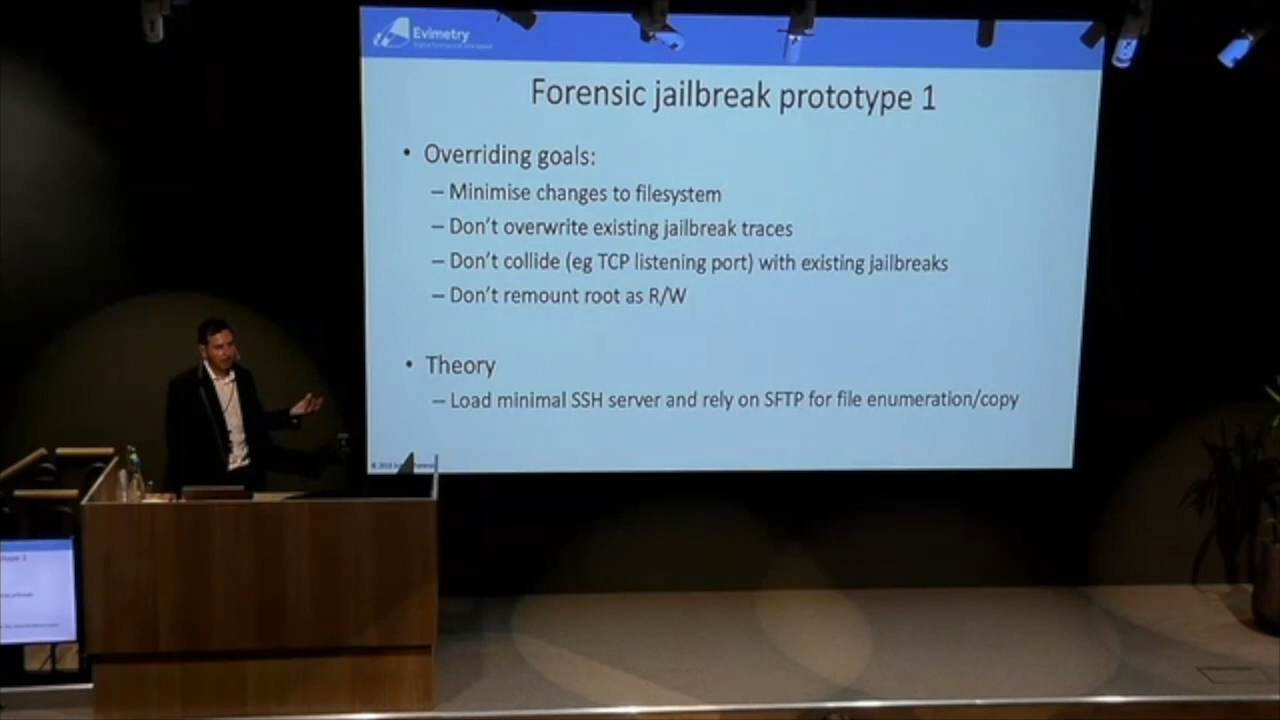 Evimetry
Forensic jailbreak prototype 1
• Overriding goals:
– Minimise changes to filesystem
– Don't overwrite existing jailbreak traces
– Don't collide (eg TCP listening port) with existing jailbreaks
– Don't remount root as R/W
• Theory
– Load minimal SSH server and rely on SFTP for file enumeration/copy